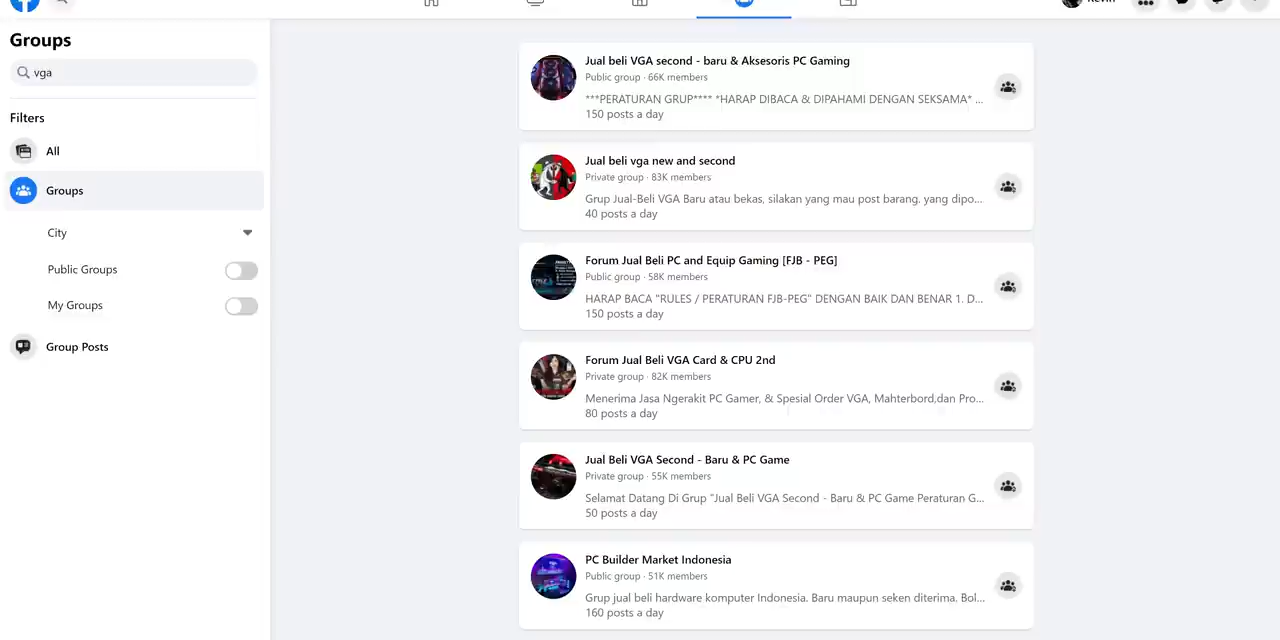 Kevin
Groups
vga
Filters
All
Groups
City
Public Groups
My Groups
Group Posts
Jual beli VGA second - baru & Aksesoris PC Gaming
Public group · 66K members
***PERATURAN GRUP**** *HARAP DIBACA & DIPAHAMI DENGAN SEKSAMA* ...
150 posts a day
Jual beli vga new and second
Private group · 83K members
Grup Jual-Beli VGA Baru atau bekas, silakan yang mau post barang. yang dipo...
40 posts a day
Forum Jual Beli PC and Equip Gaming [FJB - PEG]
Public group · 58K members
HARAP BACA "RULES / PERATURAN FJB-PEG" DENGAN BAIK DAN BENAR 1. D...
150 posts a day
Forum Jual Beli VGA Card & CPU 2nd
Private group · 82K members
Menerima Jasa Ngerakit PC Gamer, & Spesial Order VGA, Mahterbord,dan Pro...
80 posts a day
Jual Beli VGA Second - Baru & PC Game
Private group · 55K members
Selamat Datang Di Grup "Jual Beli VGA Second - Baru & PC Game Peraturan G...
50 posts a day
PC Builder Market Indonesia
Public group · 51K members
Grup jual beli hardware komputer Indonesia. Baru maupun seken diterima. Bol...
160 posts a day